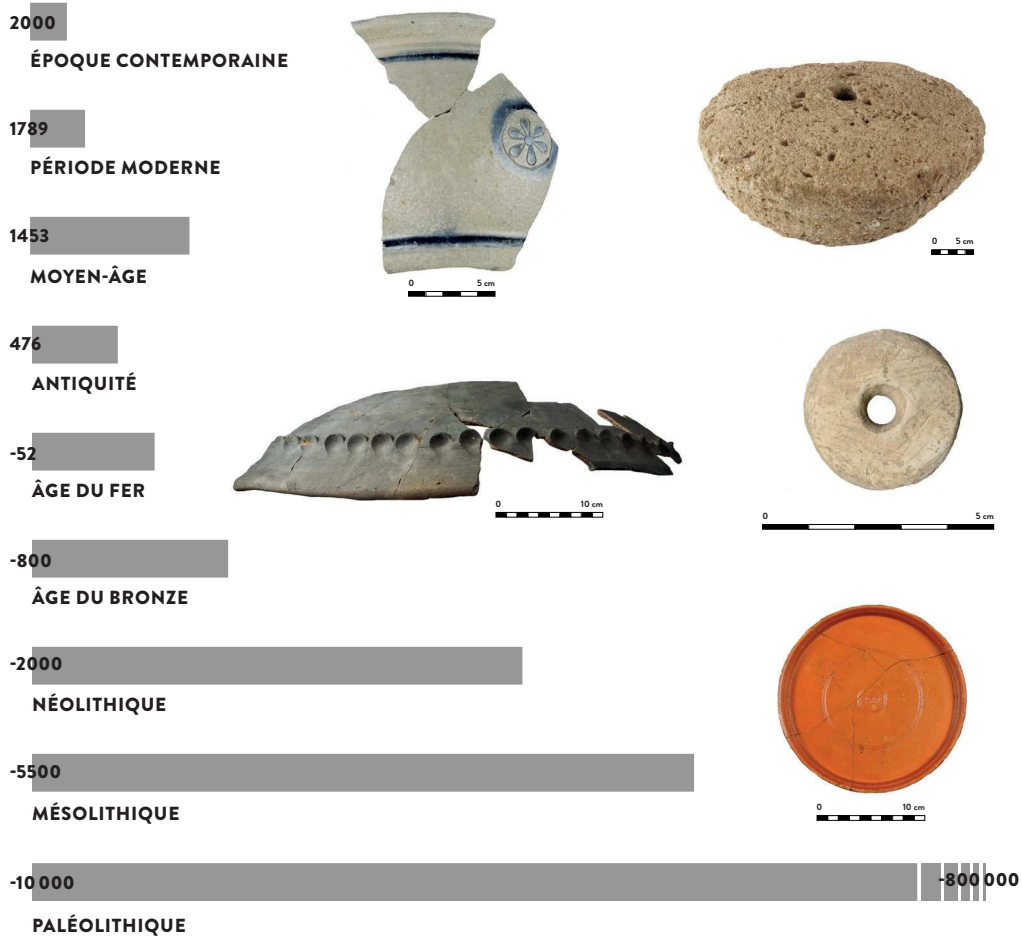 2000
ÉPOQUE CONTEMPORAINE
1789
PÉRIODE MODERNE
1453
MOYEN-ÂGE
476
ANTIQUITÉ
-52
ÂGE DU FER
-800
ÂGE DU BRONZE
-2000
NÉOLITHIQUE
-5500
MÉSOLITHIQUE
-10 000
-800 000
PALÉOLITHIQUE
0 5 cm
0 5 cm
0 10 cm
0 5 cm
0 10 cm